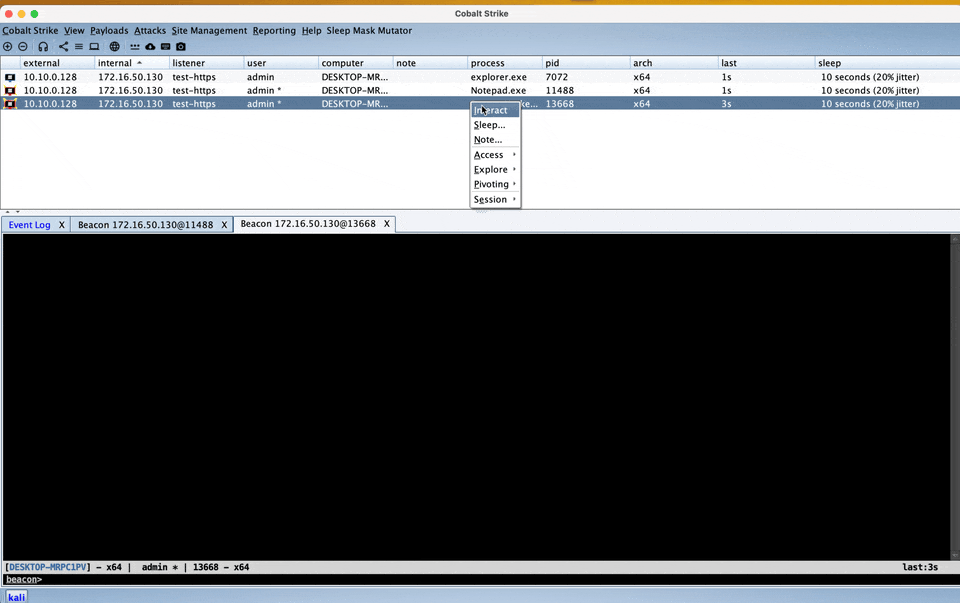 Cobalt Strike
Cobalt Strike View Payloads Attacks Site Management Reporting Help Sleep Mask Mutator
external internal listener user computer note process pid arch last sleep
10.10.0.128 172.16.50.130 test-https admin DESKTOP-MR... explorer.exe 7072 x64 1s 10 seconds (20% jitter)
10.10.0.128 172.16.50.130 test-https admin * DESKTOP-MR... Notepad.exe 11488 x64 1s 10 seconds (20% jitter)
10.10.0.128 172.16.50.130 test-https admin * DESKTOP-MR... ke... 13668 x64 3s 10 seconds (20% jitter)
Interact
Sleep...
Note...
Access
Explore
Pivoting
Session
Event Log X Beacon 172.16.50.130@11488 X Beacon 172.16.50.130@13668 X
[DESKTOP-MRPC1PV] - x64 | admin * | 13668 - x64 last:3s
beacon>
kali